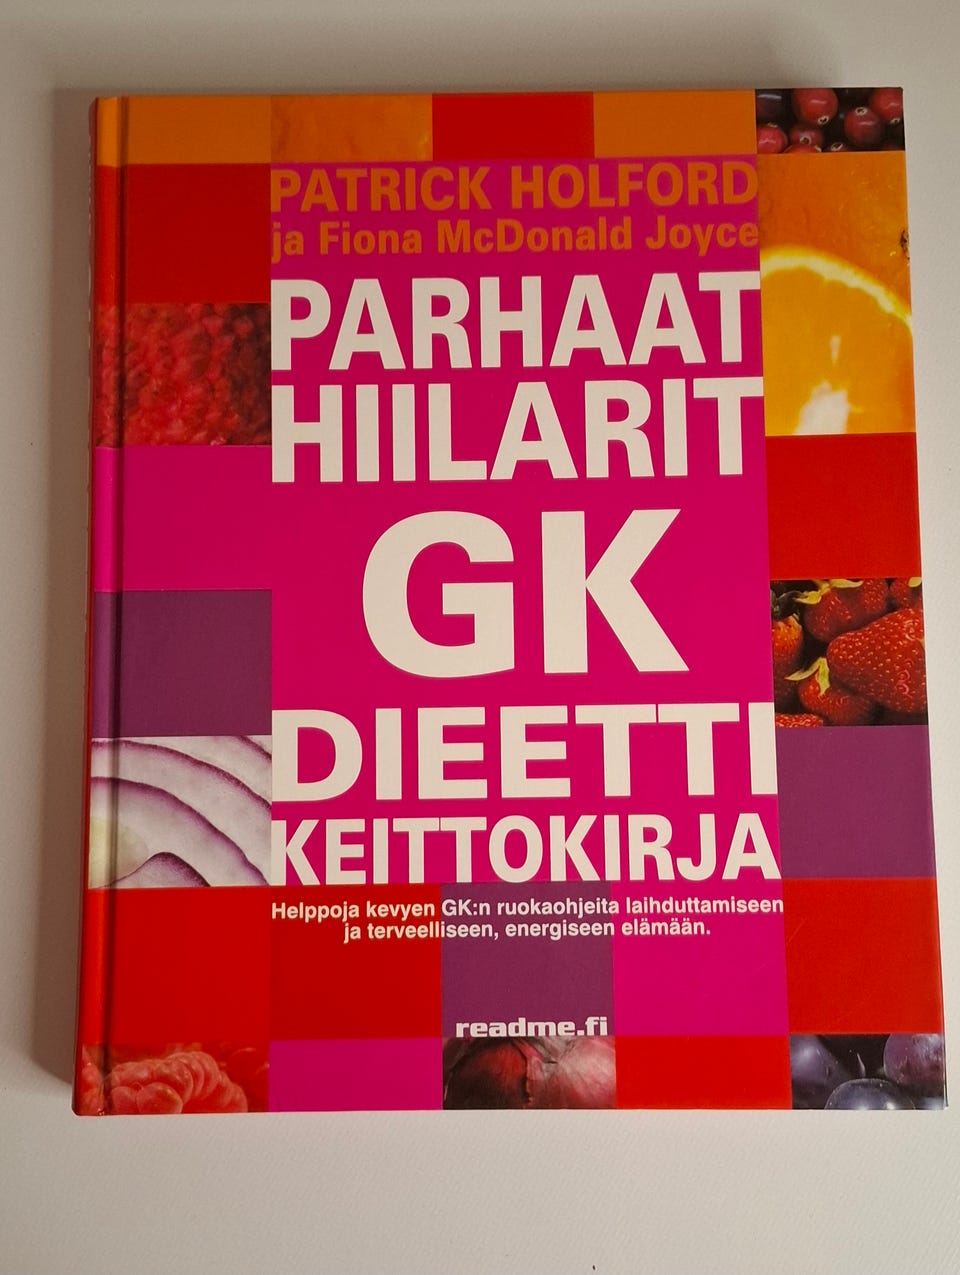 PATRICK HOLFORD
ja Fiona McDonald Joyce
PARHAAT
HIILARIT
GK
DIEETTI
KEITTOKIRJA
Helppoja kevyen GK:n ruokaohjeita laihduttamiseen
ja terveelliseen, energiseen elämään.
readme.fi